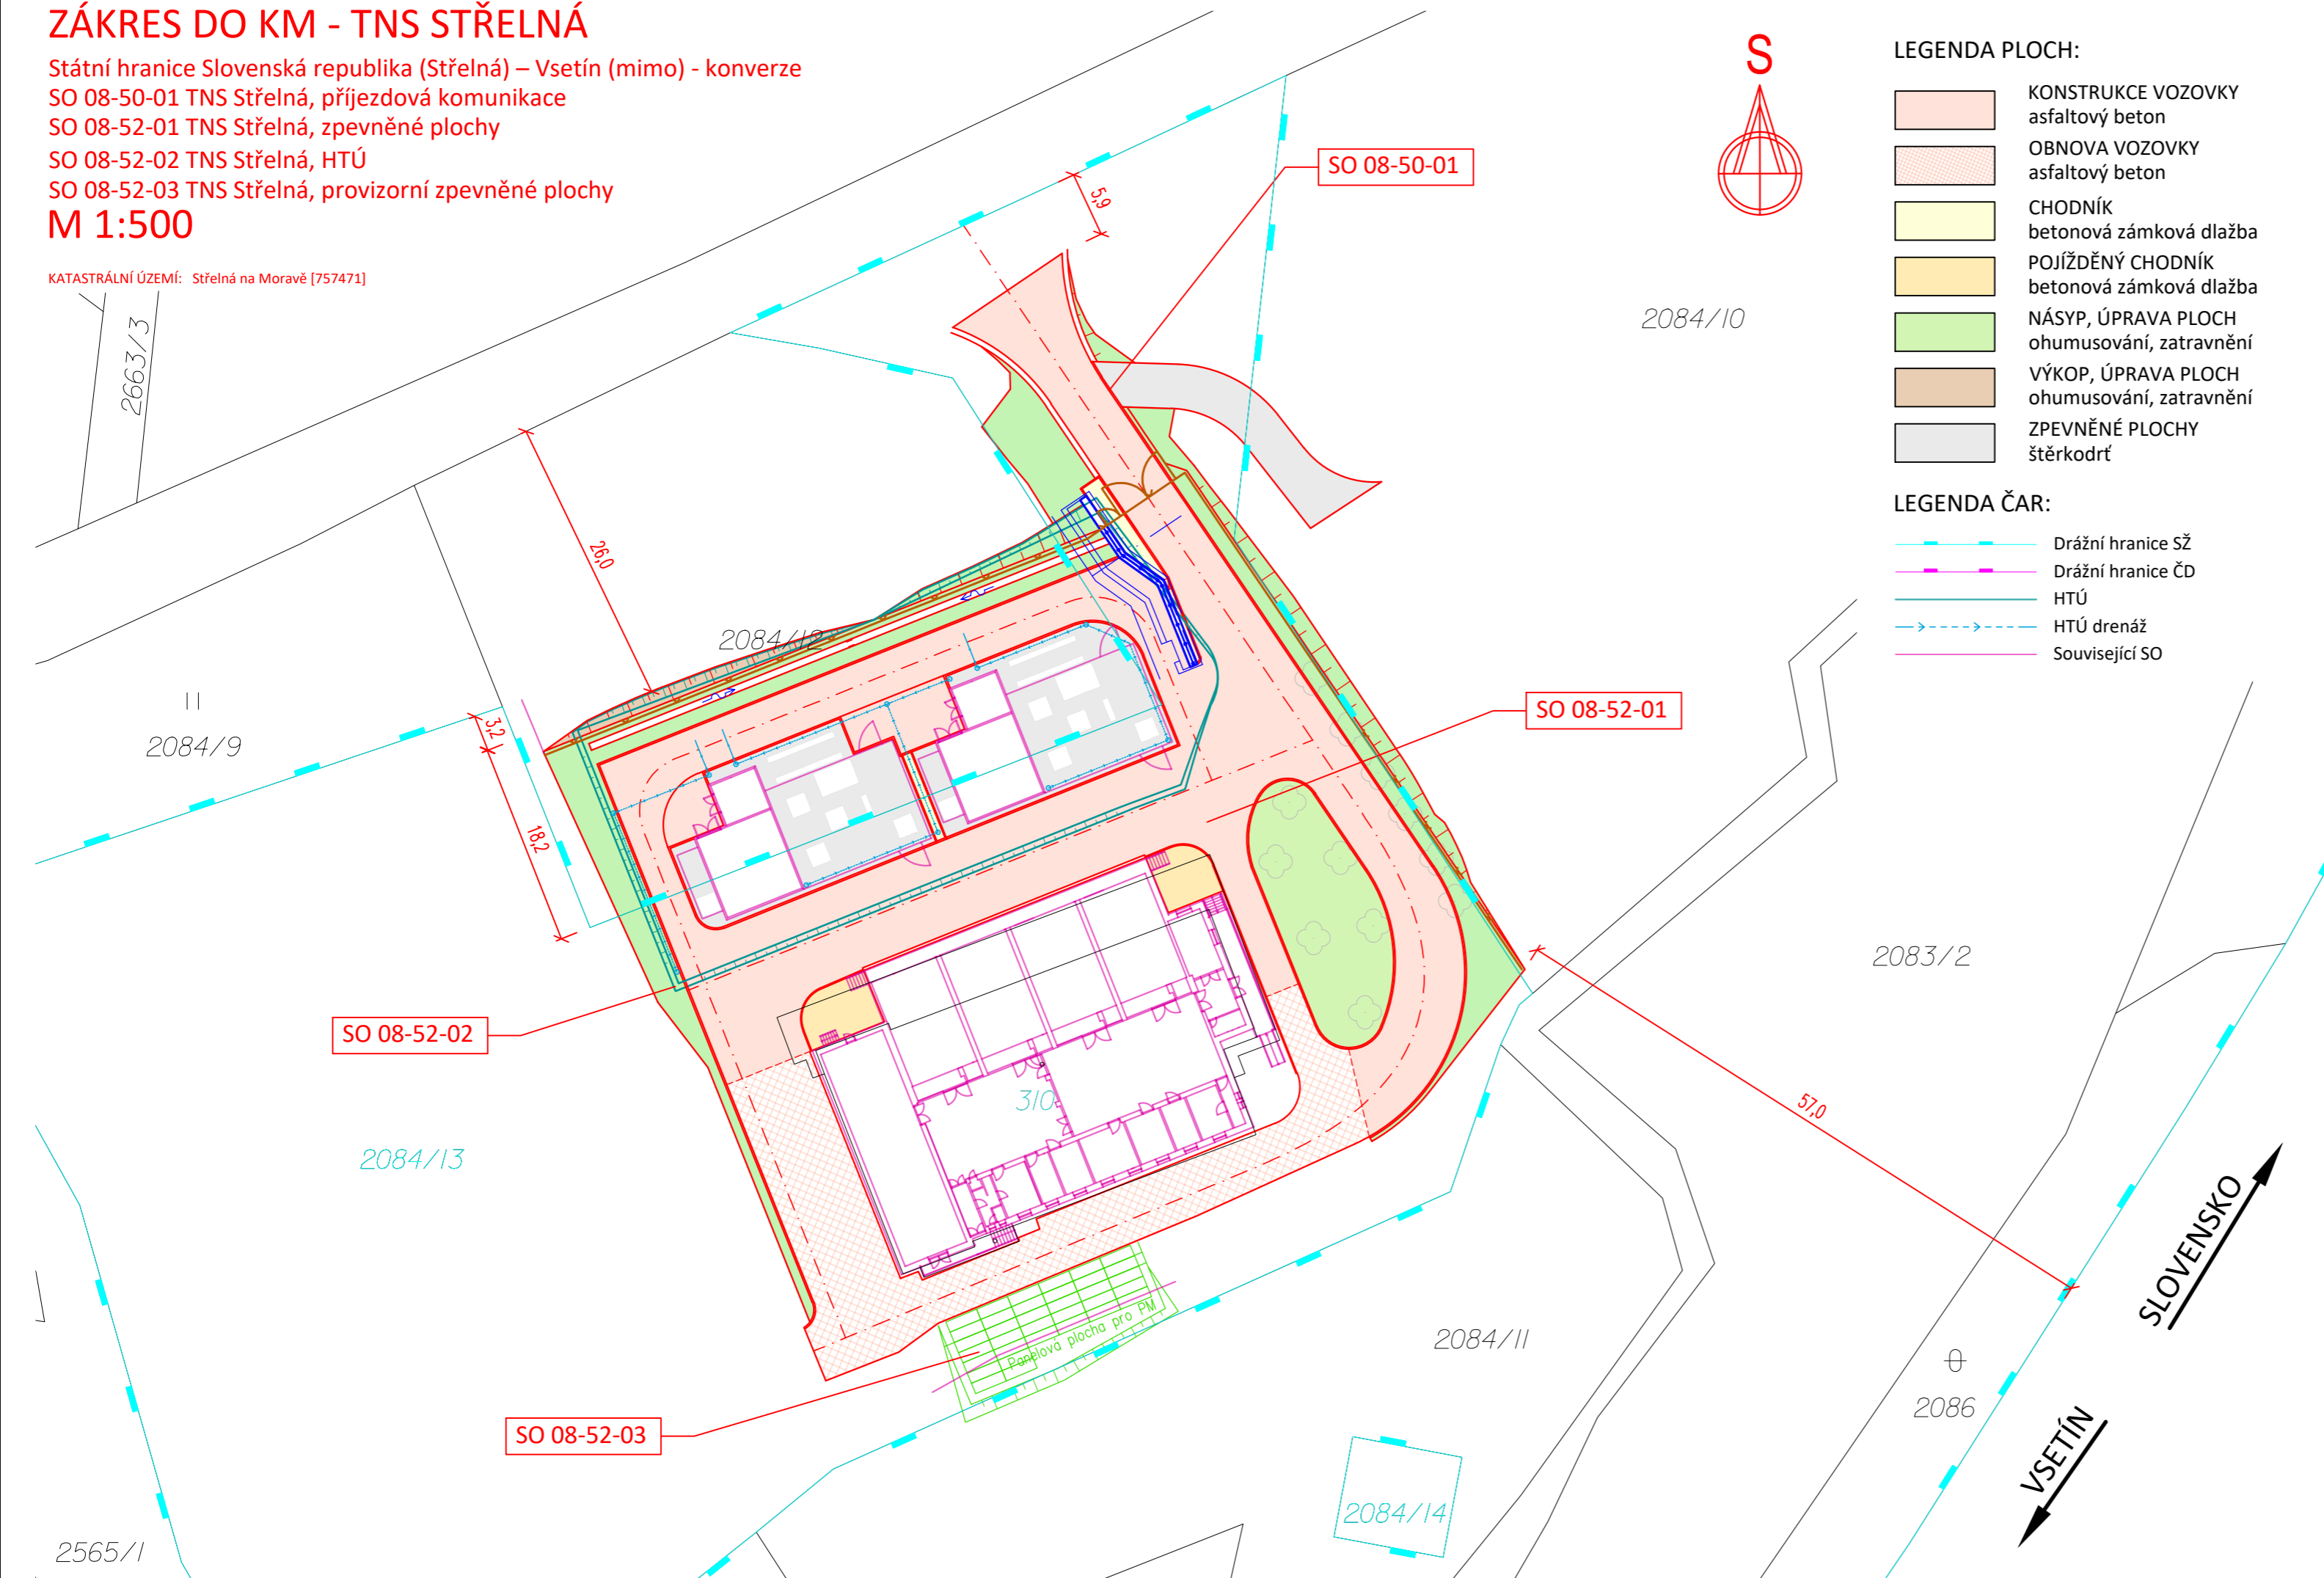 ZÁKRES DO KM - TNS STŘELNÁ
Státní hranice Slovenská republika (Střelná) – Vsetín (mimo) - konverze
SO 08-50-01 TNS Střelná, příjezdová komunikace
SO 08-52-01 TNS Střelná, zpevněné plochy
SO 08-52-02 TNS Střelná, HTÚ
SO 08-52-03 TNS Střelná, provizorní zpevněné plochy
M 1:500
KATASTRÁLNÍ ÚZEMÍ: Střelná na Moravě [757471]
S
LEGENDA PLOCH:
KONSTRUKCE VOZOVKY
asfaltový beton
OBNOVA VOZOVKY
asfaltový beton
CHODNÍK
betonová zámková dlažba
POJÍŽDĚNÝ CHODNÍK
betonová zámková dlažba
NÁSYP, ÚPRAVA PLOCH
ohumusování, zatravnění
VÝKOP, ÚPRAVA PLOCH
ohumusování, zatravnění
ZPEVNĚNÉ PLOCHY
štěrkodrť
LEGENDA ČAR:
Drážní hranice SŽ
Drážní hranice ČD
HTÚ
HTÚ drenáž
Související SO
SO 08-50-01
5,9
2084/10
2663/3
26,0
2084/12
2084/9
3,2
18,2
SO 08-52-01
2083/2
SO 08-52-02
310
57,0
2084/13
SLOVENSKO
Panelová plocha pro PM
2084/11
2086
SO 08-52-03
VSETÍN
2084/14
2565/1